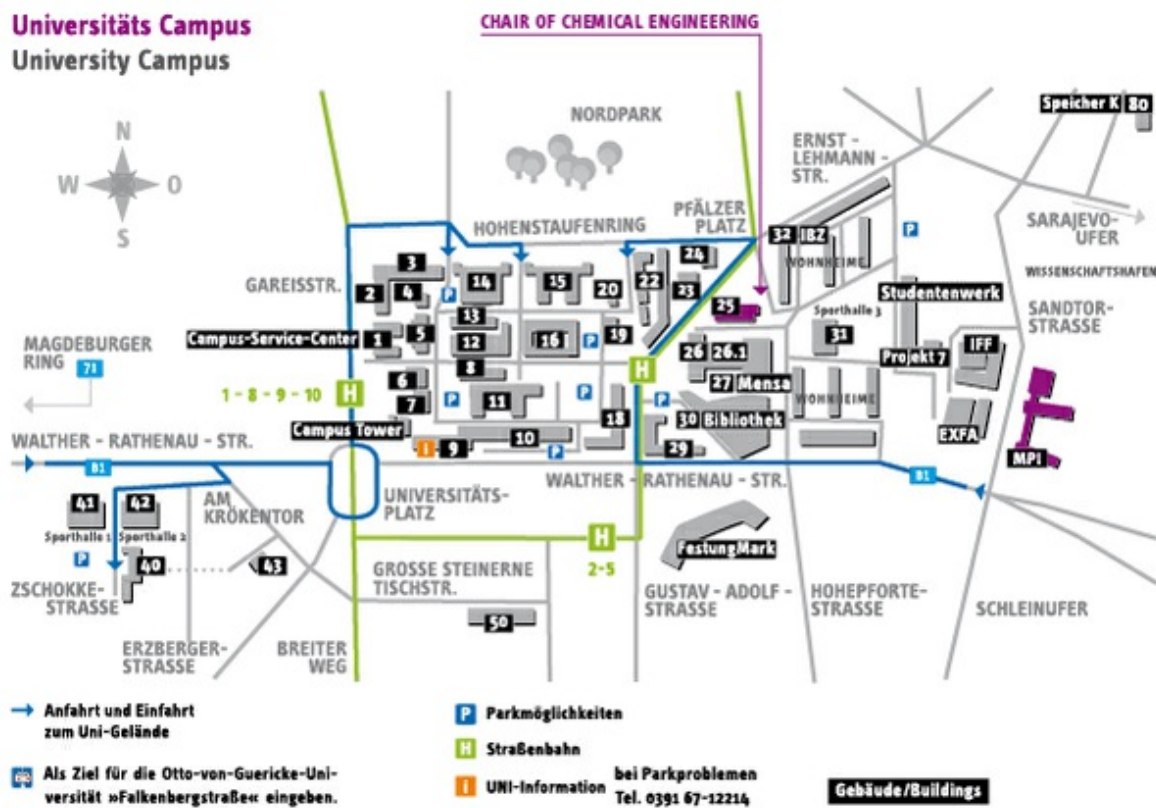 Universitäts Campus
University Campus
CHAIR OF CHEMICAL ENGINEERING
N
W O
S
NORDPARK
Speicher K 80
ERNST -
LEHMANN -
STR.
PFÄLZER
PLATZ
HOHENSTAUFENRING
SARAJEVO-
UFER
WISSENSCHAFTSHAFEN
SANDTOR-
STRASSE
GAREISSTR.
32 IBZ
WOHNHEIME
P
Studentenwerk
Sporthalle 3
31
Projekt 7
IFF
3
2
4
14
P
15
20
22
24
23
25
13
12
5
16
P
19
Campus-Service-Center 1
26 26.1
27 Mensa
MAGDEBURGER
RING
71
1 - 8 - 9 - 10
H
H
6
7
8
11
P
P
18
P
30 Bibliothek
29
WOHNHEIME
EXFA
MPI
Campus Tower
i 9
10
P
WALTHER - RATHENAU - STR.
B1
WALTHER - RATHENAU - STR.
B1
UNIVERSITÄTS-
PLATZ
AM
KRÖKENTOR
41
42
Sporthalle 1
Sporthalle 2
P
40
43
H
2-5
FestungMark
ZSCHOKKE-
STRASSE
GROSSE STEINERNE
TISCHSTR.
50
GUSTAV - ADOLF -
STRASSE
HOHEPFORTE-
STRASSE
SCHLEINUFER
ERZBERGER-
STRASSE
BREITER
WEG
Anfahrt und Einfahrt
zum Uni-Gelände
Als Ziel für die Otto-von-Guericke-Uni-
versität »Falkenbergstraße« eingeben.
P Parkmöglichkeiten
H Straßenbahn
i UNI-Information
bei Parkproblemen
Tel. 0391 67-12214
Gebäude/Buildings